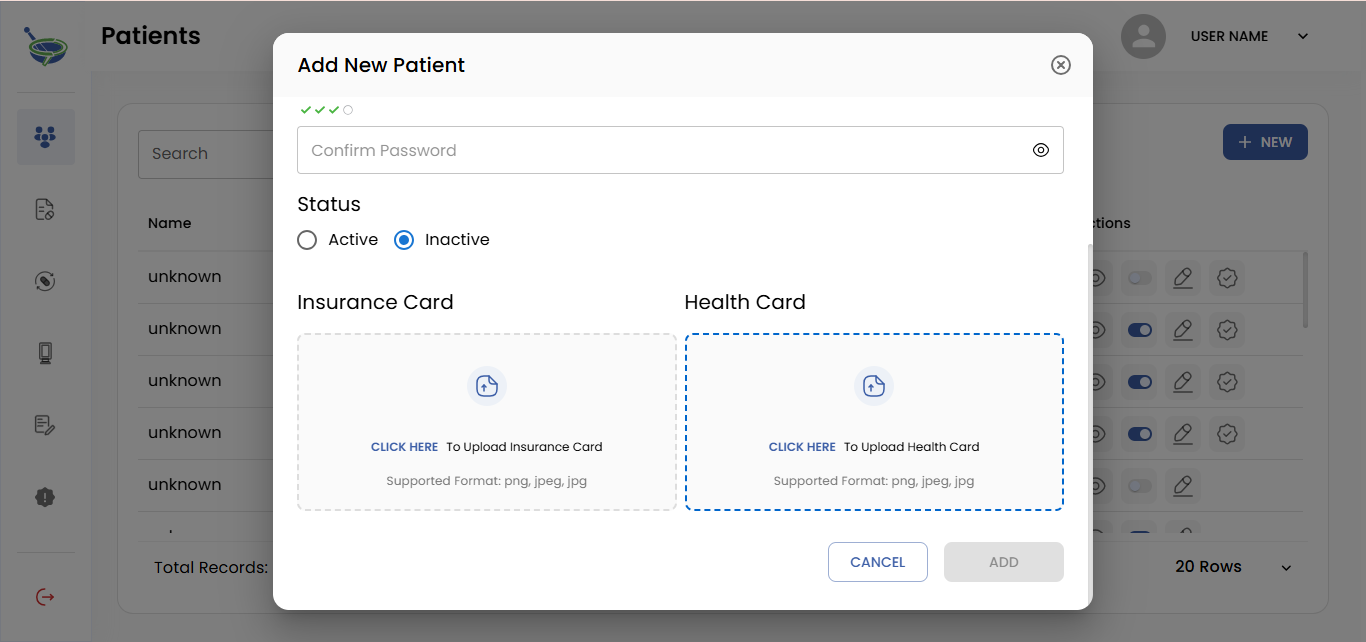 Patients
USER NAME
Add New Patient
Search
Confirm Password
NEW
Status
Name
ctions
Active
Inactive
unknown
Insurance Card
Health Card
unknown
unknown
unknown
CLICK HERE To Upload Insurance Card
CLICK HERE To Upload Health Card
Supported Format: png, jpeg, jpg
Supported Format: png, jpeg, jpg
unknown
CANCEL
ADD
Total Records:
20 Rows